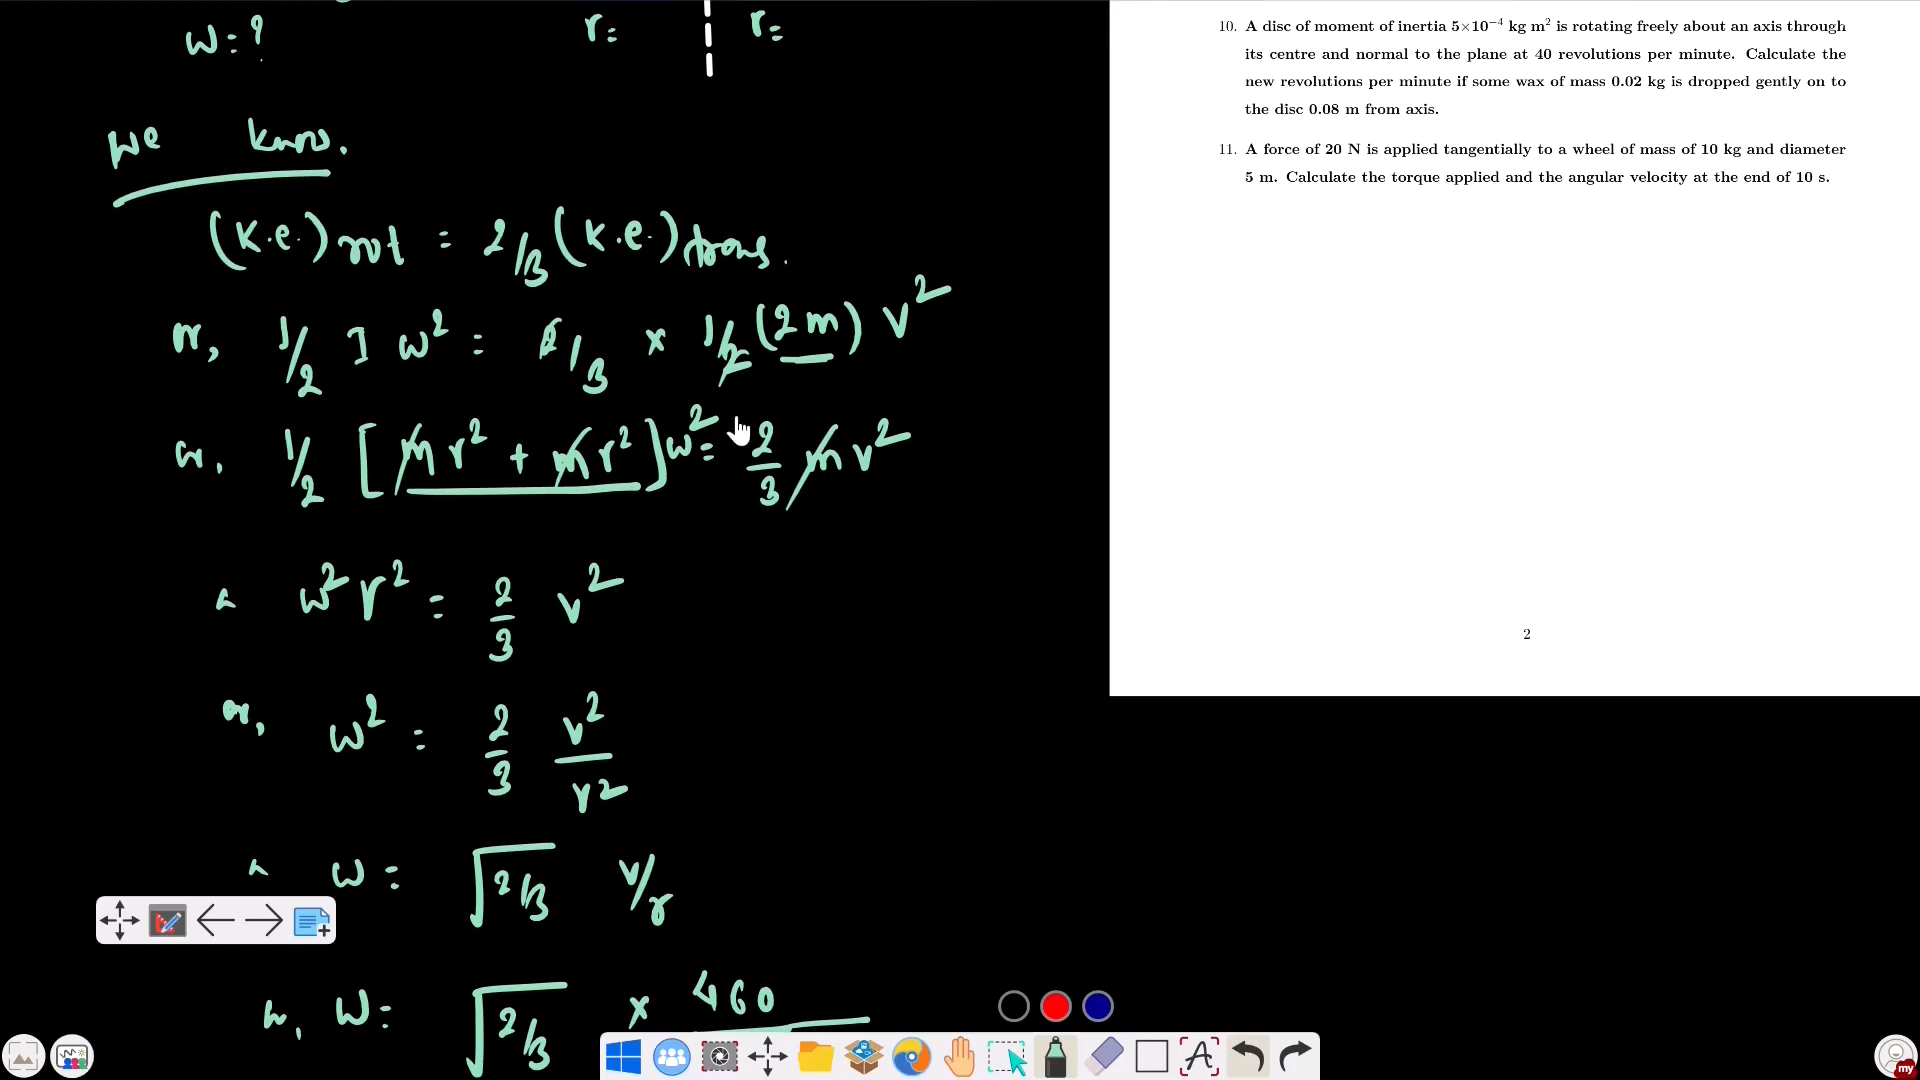 ω = ?
r =
r =
We know.
(K.e.) rot = 2/3 (K.e.) trans.
or, 1/2 I ω² = 2/3 × 1/2 (2m) v²
or, 1/2 [mr² + mr²] ω² = 2/3 mv²
ω² r² = 2/3 v²
or, ω² = 2/3 v²/r²
ω = √2/3 v/r
or, ω = √2/3 × 460
10. A disc of moment of inertia 5×10⁻⁴ kg m² is rotating freely about an axis through
its centre and normal to the plane at 40 revolutions per minute. Calculate the
new revolutions per minute if some wax of mass 0.02 kg is dropped gently on to
the disc 0.08 m from axis.
11. A force of 20 N is applied tangentially to a wheel of mass of 10 kg and diameter
5 m. Calculate the torque applied and the angular velocity at the end of 10 s.
2
my